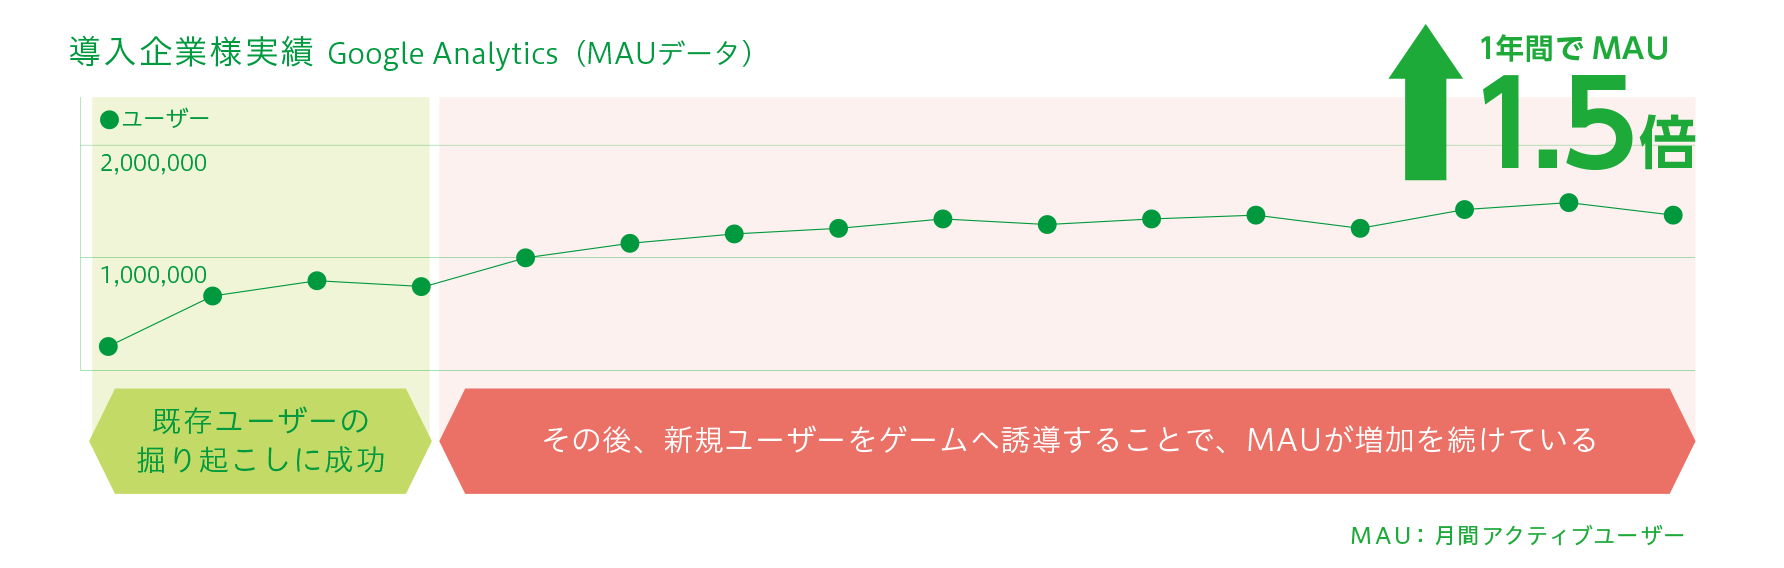 導入企業様実績 Google Analytics（MAUデータ）
1年間で MAU
1.5倍
ユーザー
2,000,000
1,000,000
既存ユーザーの
掘り起こしに成功
その後、新規ユーザーをゲームへ誘導することで、MAUが増加を続けている
MAU：月間アクティブユーザー